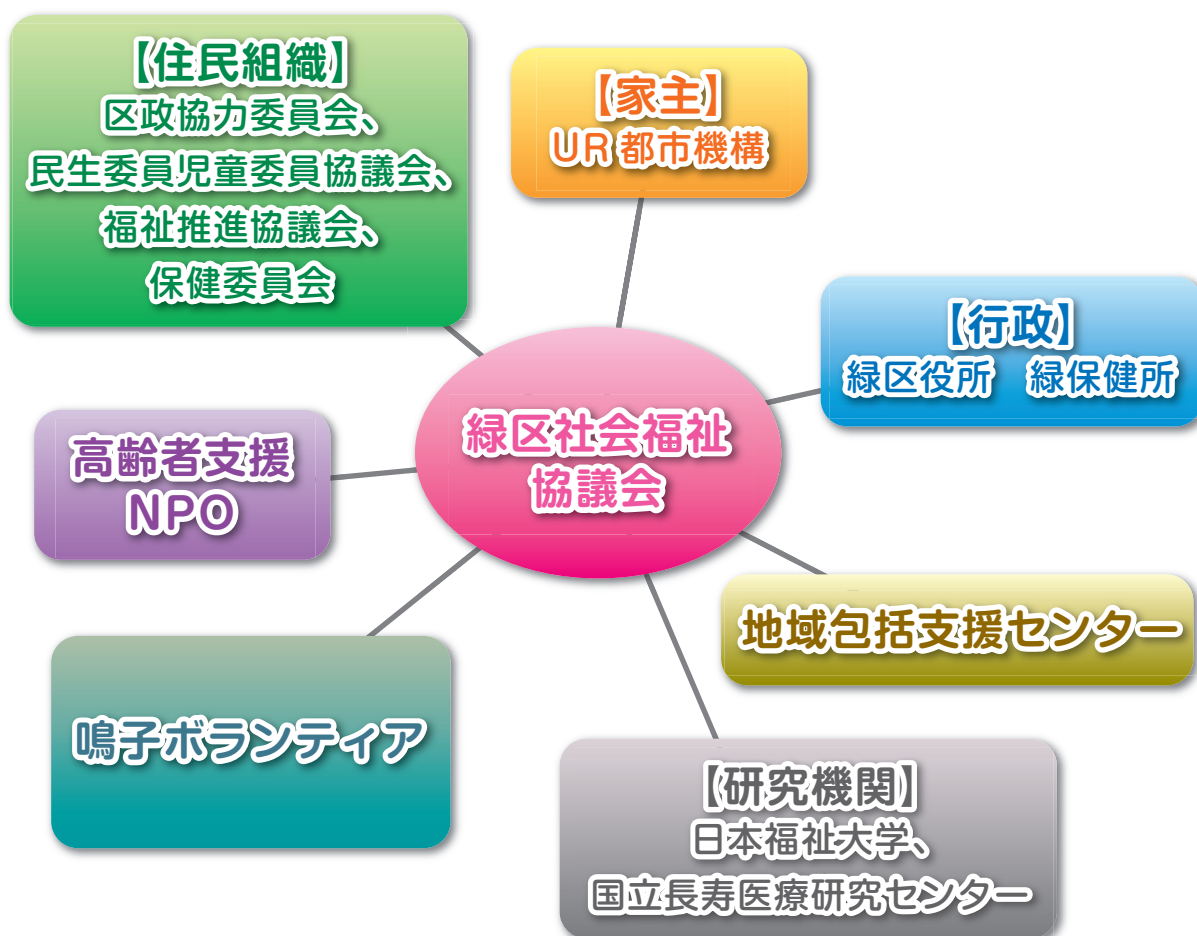 【住民組織】
区政協力委員会、
民生委員児童委員協議会、
福祉推進協議会、
保健委員会
【家主】
UR 都市機構
【行政】
緑区役所　緑保健所
緑区社会福祉
協議会
高齢者支援
NPO
地域包括支援センター
鳴子ボランティア
【研究機関】
日本福祉大学、
国立長寿医療研究センター